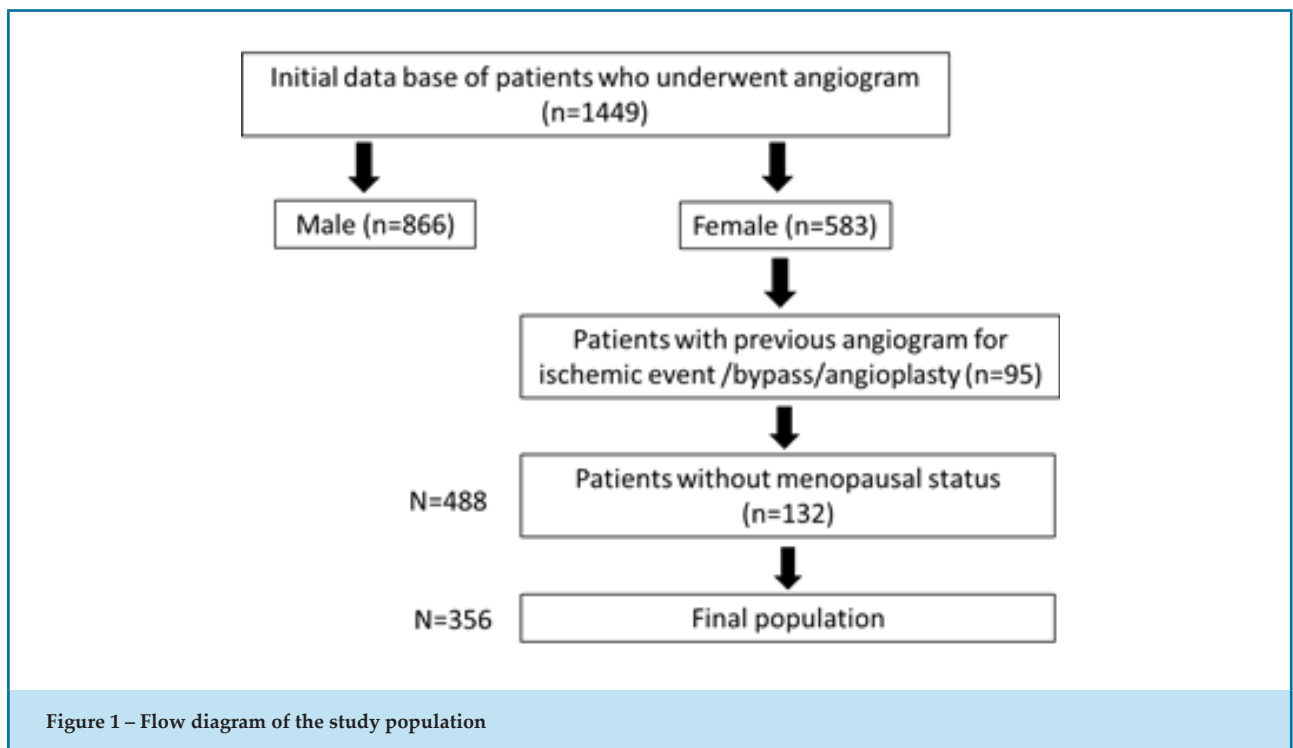 Initial data base of patients who underwent angiogram
(n=1449)
Male (n=866)
Female (n=583)
Patients with previous angiogram for
ischemic event /bypass/angioplasty (n=95)
N=488
Patients without menopausal status
(n=132)
N=356
Final population
Figure 1 – Flow diagram of the study population